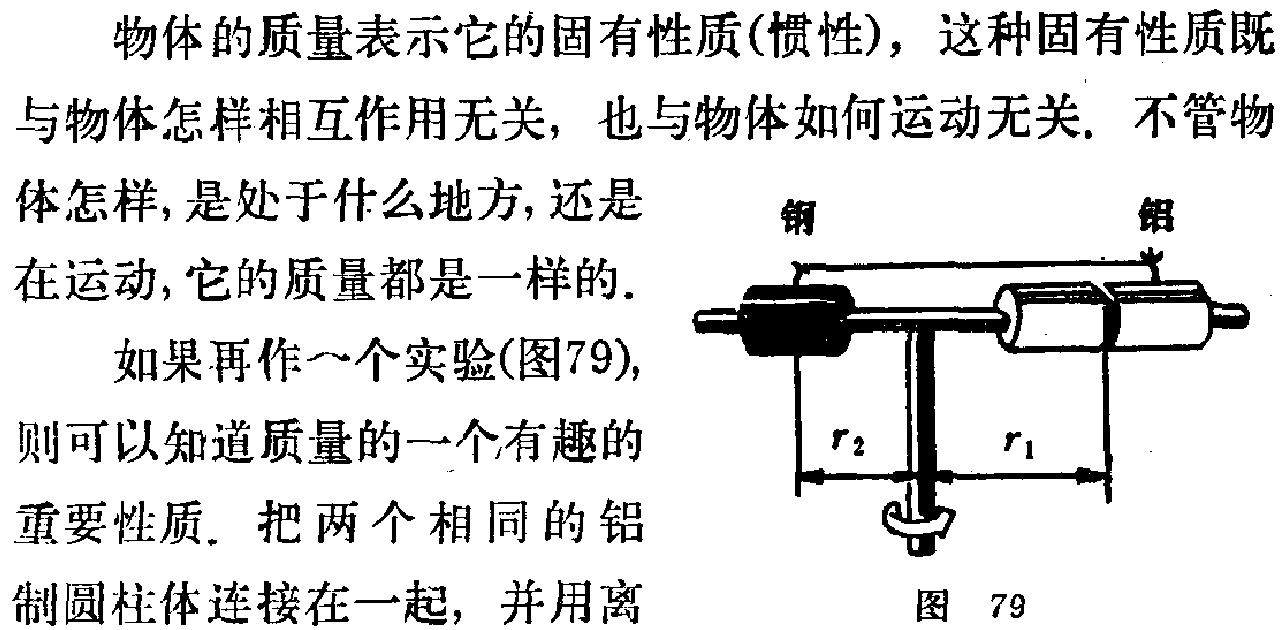 物体的质量表示它的固有性质(惯性)，这种固有性质既
与物体怎样相互作用无关，也与物体如何运动无关．不管物
体怎样，是处于什么地方，还是
在运动，它的质量都是一样的．
如果再作一个实验(图79)，
则可以知道质量的一个有趣的
重要性质．把两个相同的铝
制圆柱体连接在一起，并用离
钢 铝
r₂ r₁
图 79